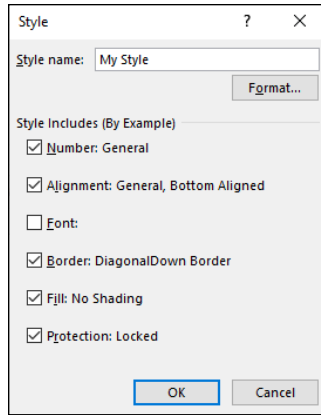 Style ? ×
Style name: My Style
Format...
Style Includes (By Example)
Number: General
Alignment: General, Bottom Aligned
Font:
Border: DiagonalDown Border
Fill: No Shading
Protection: Locked
OK Cancel